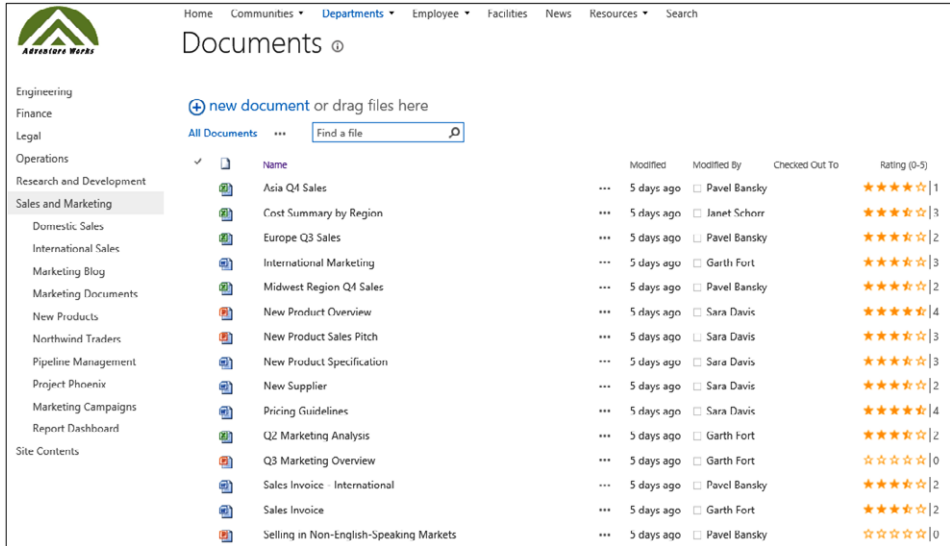 Home Communities Departments Employee Facilities News Resources Search
Adventure Works
Documents
Engineering
Finance
Legal
Operations
Research and Development
Sales and Marketing
Domestic Sales
International Sales
Marketing Blog
Marketing Documents
New Products
Northwind Traders
Pipeline Management
Project Phoenix
Marketing Campaigns
Report Dashboard
Site Contents
new document or drag files here
All Documents ••• Find a file
Name Modified Modified By Checked Out To Rating (0-5)
Asia Q4 Sales ••• 5 days ago Pavel Bansky 1
Cost Summary by Region ••• 5 days ago Janet Schorr 3
Europe Q3 Sales ••• 5 days ago Pavel Bansky 2
International Marketing ••• 5 days ago Garth Fort 3
Midwest Region Q4 Sales ••• 5 days ago Pavel Bansky 2
New Product Overview ••• 5 days ago Sara Davis 4
New Product Sales Pitch ••• 5 days ago Sara Davis 3
New Product Specification ••• 5 days ago Sara Davis 3
New Supplier ••• 5 days ago Sara Davis 2
Pricing Guidelines ••• 5 days ago Sara Davis 4
Q2 Marketing Analysis ••• 5 days ago Garth Fort 2
Q3 Marketing Overview ••• 5 days ago Garth Fort 0
Sales Invoice - International ••• 5 days ago Pavel Bansky 2
Sales Invoice ••• 5 days ago Garth Fort 2
Selling in Non-English-Speaking Markets ••• 5 days ago Pavel Bansky 0